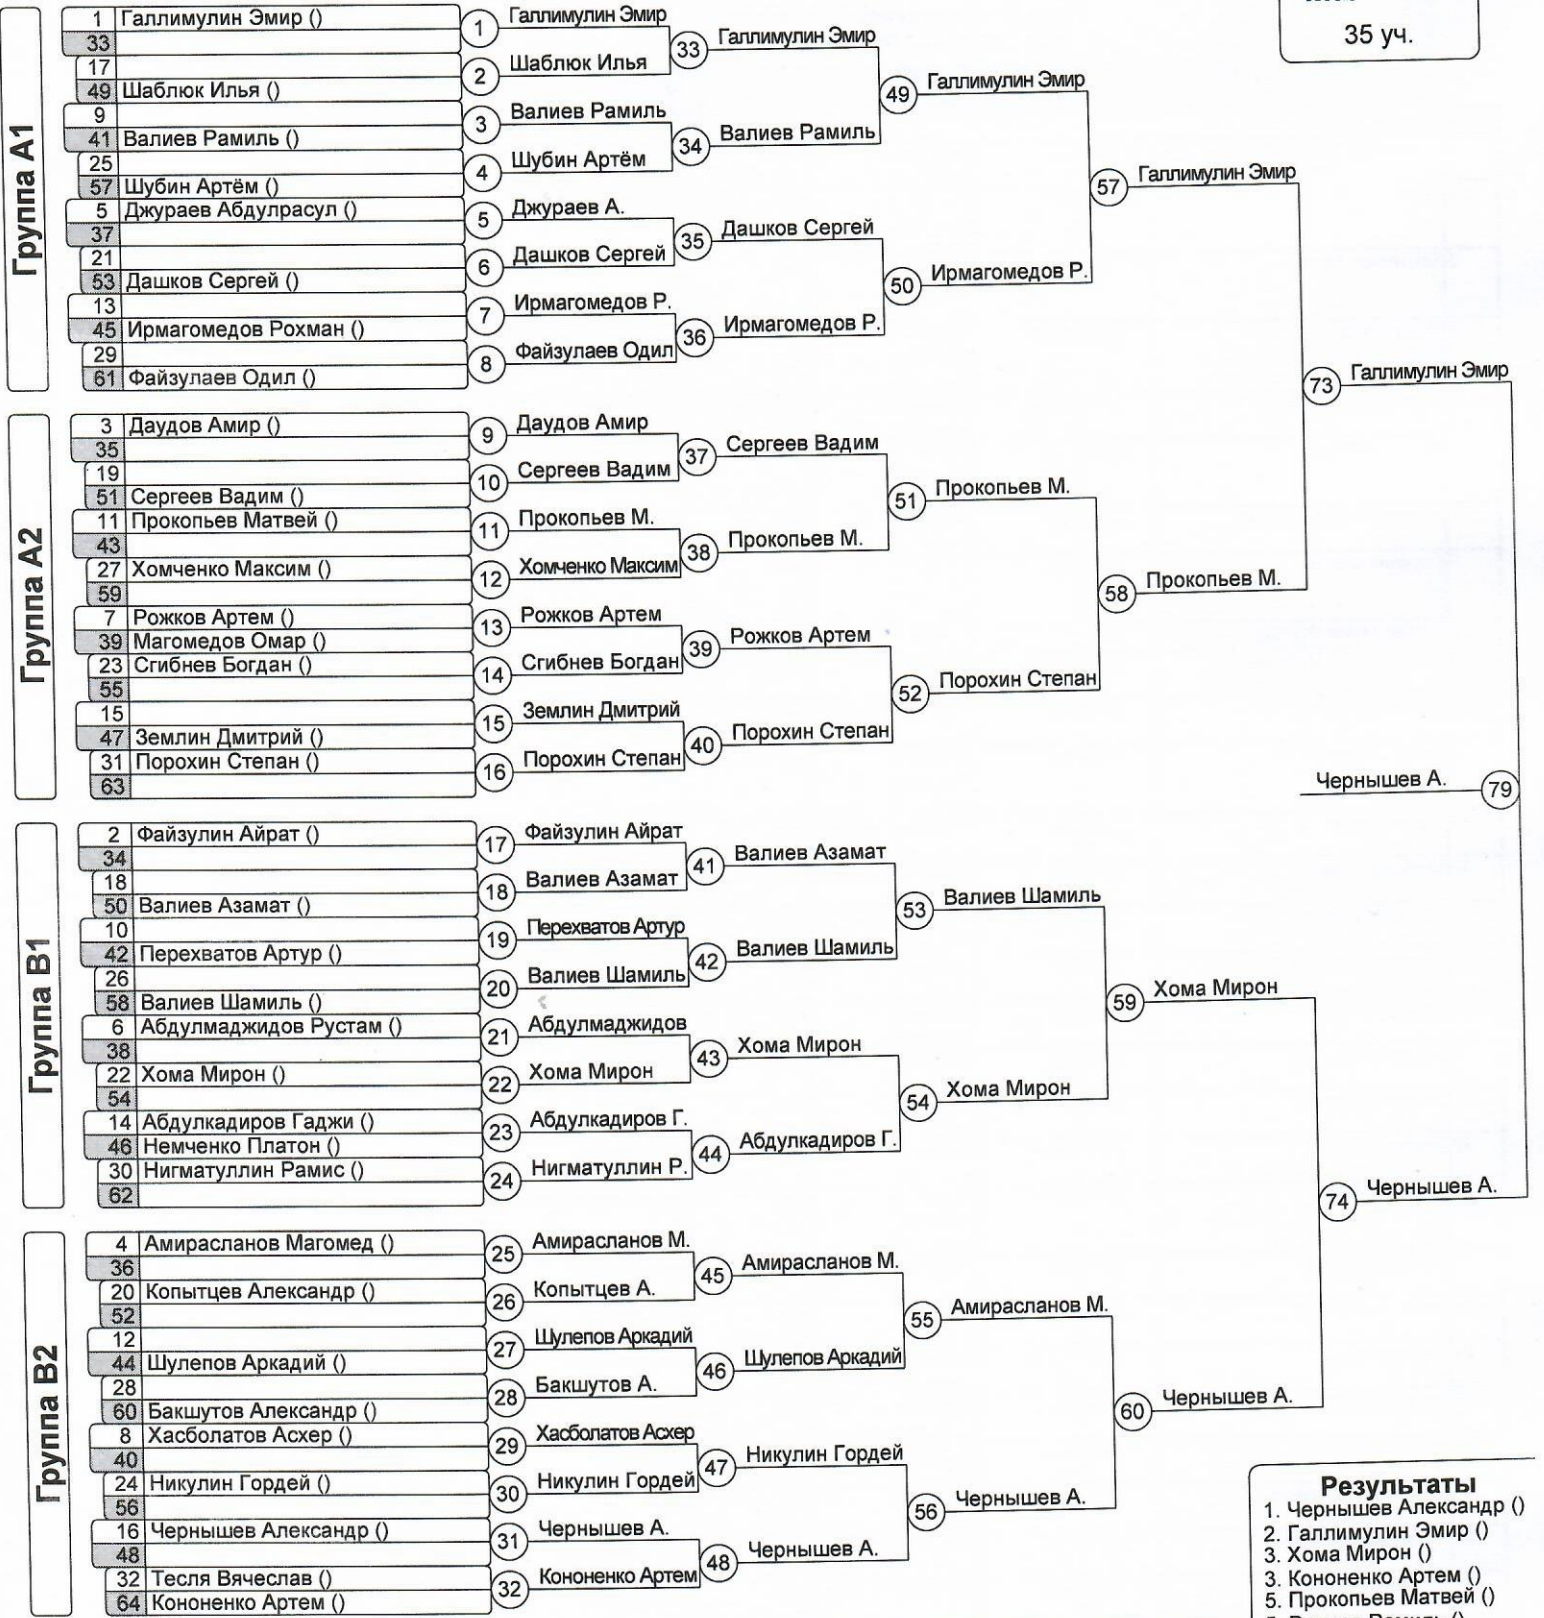 35 уч.
Группа А1
1 Галлимулин Эмир ()
33
17
49 Шаблюк Илья ()
9
41 Валиев Рамиль ()
25
57 Шубин Артём ()
5 Джураев Абдулрасул ()
37
21
53 Дашков Сергей ()
13
45 Ирмагомедов Рохман ()
29
61 Файзулаев Одил ()
1 Галлимулин Эмир
2 Шаблюк Илья
3 Валиев Рамиль
4 Шубин Артём
5 Джураев А.
6 Дашков Сергей
7 Ирмагомедов Р.
8 Файзулаев Одил
33 Галлимулин Эмир
34 Валиев Рамиль
35 Дашков Сергей
36 Ирмагомедов Р.
49 Галлимулин Эмир
50 Ирмагомедов Р.
57 Галлимулин Эмир
Группа А2
3 Даудов Амир ()
35
19
51 Сергеев Вадим ()
11 Прокопьев Матвей ()
43
27 Хомченко Максим ()
59
7 Рожков Артем ()
39 Магомедов Омар ()
23 Сгибнев Богдан ()
55
15
47 Землин Дмитрий ()
31 Порохин Степан ()
63
9 Даудов Амир
10 Сергеев Вадим
11 Прокопьев М.
12 Хомченко Максим
13 Рожков Артем
14 Сгибнев Богдан
15 Землин Дмитрий
16 Порохин Степан
37 Сергеев Вадим
38 Прокопьев М.
39 Рожков Артем
40 Порохин Степан
51 Прокопьев М.
52 Порохин Степан
58 Прокопьев М.
73 Галлимулин Эмир
Группа В1
2 Файзулин Айрат ()
34
18
50 Валиев Азамат ()
10
42 Перехватов Артур ()
26
58 Валиев Шамиль ()
6 Абдулмаджидов Рустам ()
38
22 Хома Мирон ()
54
14 Абдулкадиров Гаджи ()
46 Немченко Платон ()
30 Нигматуллин Рамис ()
62
17 Файзулин Айрат
18 Валиев Азамат
19 Перехватов Артур
20 Валиев Шамиль
21 Абдулмаджидов
22 Хома Мирон
23 Абдулкадиров Г.
24 Нигматуллин Р.
41 Валиев Азамат
42 Валиев Шамиль
43 Хома Мирон
44 Абдулкадиров Г.
53 Валиев Шамиль
54 Хома Мирон
59 Хома Мирон
Группа В2
4 Амирасланов Магомед ()
36
20 Копытцев Александр ()
52
12
44 Шулепов Аркадий ()
28
60 Бакшутов Александр ()
8 Хасболатов Асхер ()
40
24 Никулин Гордей ()
56
16 Чернышев Александр ()
48
32 Тесля Вячеслав ()
64 Кононенко Артем ()
25 Амирасланов М.
26 Копытцев А.
27 Шулепов Аркадий
28 Бакшутов А.
29 Хасболатов Асхер
30 Никулин Гордей
31 Чернышев А.
32 Кононенко Артем
45 Амирасланов М.
46 Шулепов Аркадий
47 Никулин Гордей
48 Чернышев А.
55 Амирасланов М.
56 Чернышев А.
60 Чернышев А.
74 Чернышев А.
Чернышев А. 79
Результаты
1. Чернышев Александр ()
2. Галлимулин Эмир ()
3. Хома Мирон ()
3. Кононенко Артем ()
5. Прокопьев Матвей ()